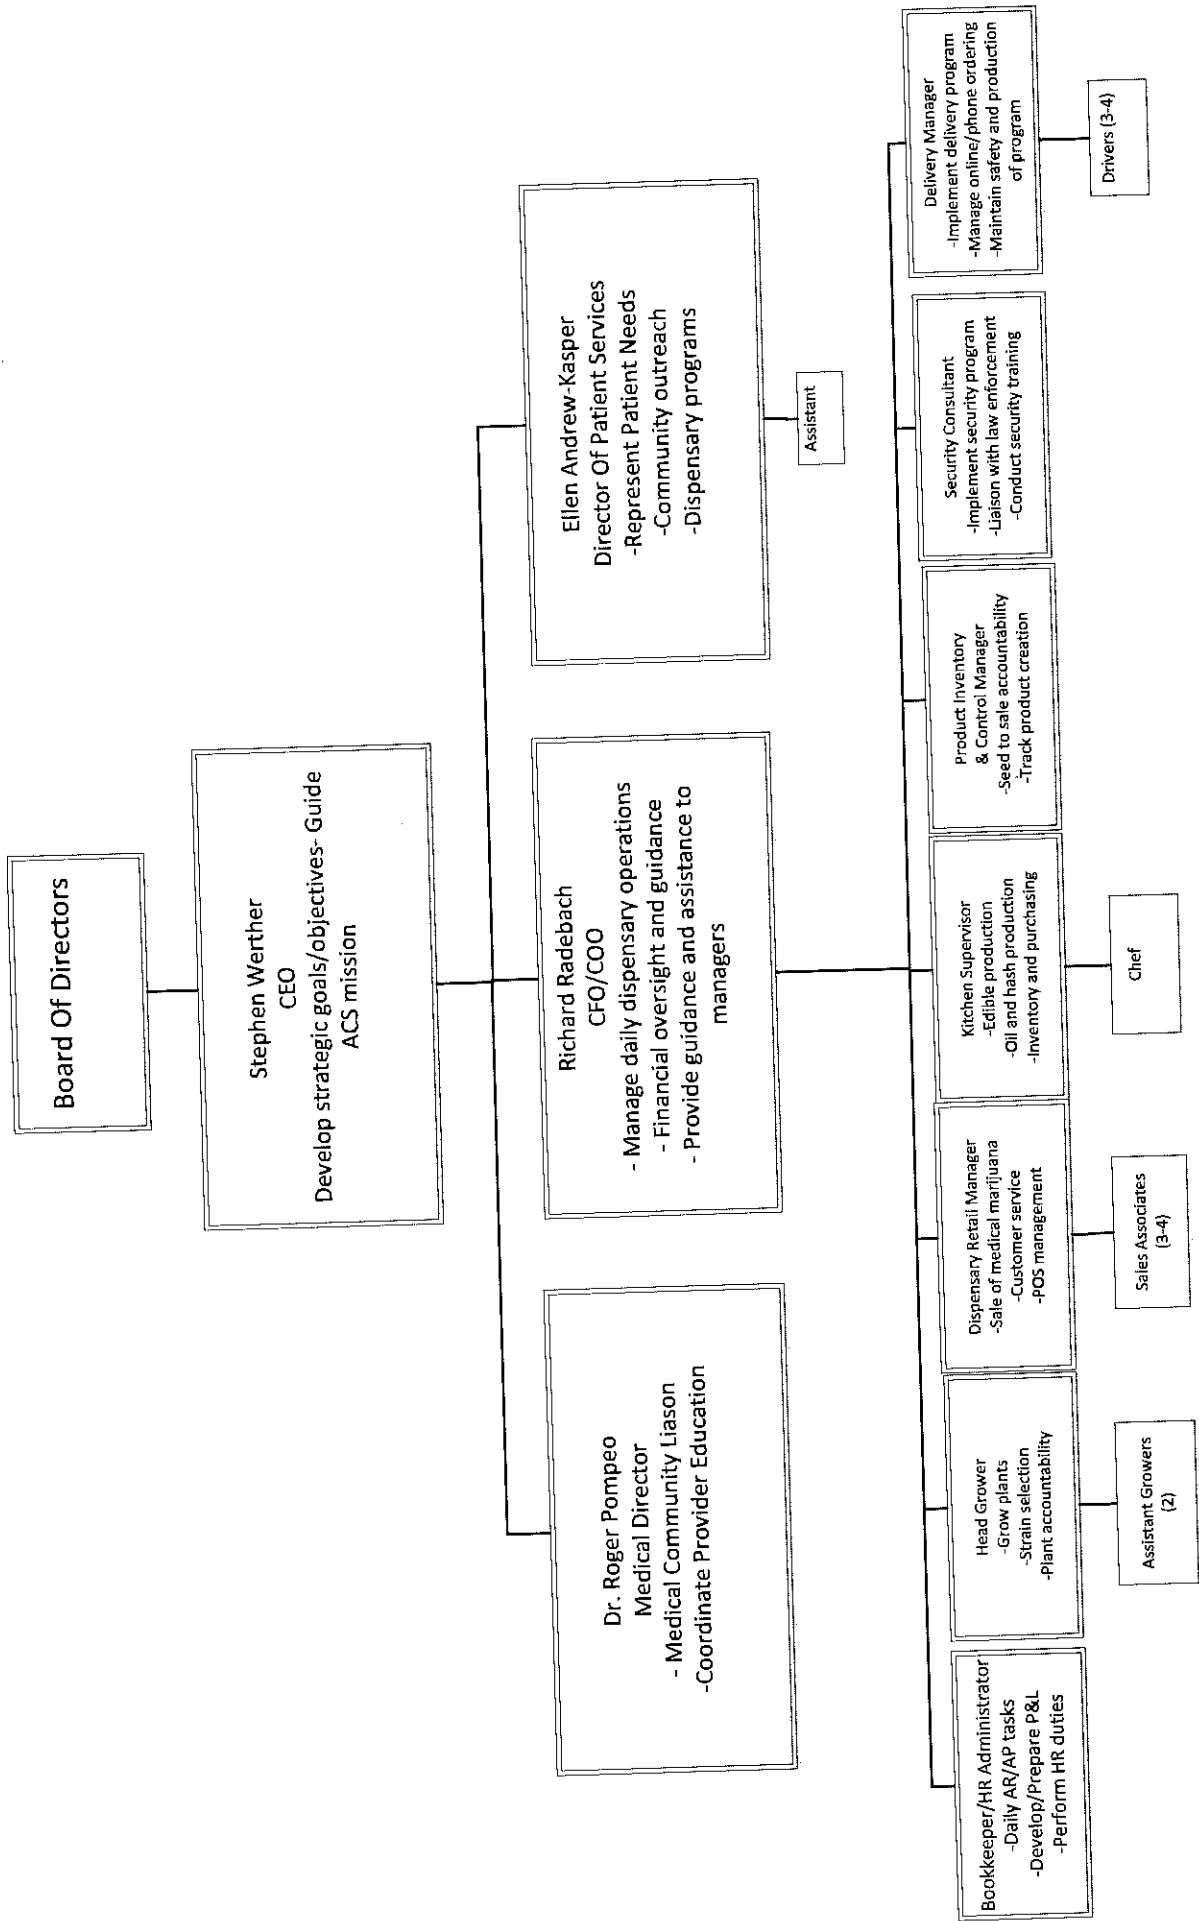 Board Of Directors
Stephen Werther
CEO
Develop strategic goals/objectives- Guide
ACS mission
Dr. Roger Pompeo
Medical Director
- Medical Community Liason
-Coordinate Provider Education
Richard Radebach
CFO/COO
- Manage daily dispensary operations
- Financial oversight and guidance
- Provide guidance and assistance to
managers
Ellen Andrew-Kasper
Director Of Patient Services
-Represent Patient Needs
-Community outreach
-Dispensary programs
Assistant
Bookkeeper/HR Administrator
-Daily AR/AP tasks
-Develop/Prepare P&L
-Perform HR duties
Head Grower
-Grow plants
-Strain selection
-Plant accountability
Dispensary Retail Manager
-Sale of medical marijuana
-Customer service
-POS management
Kitchen Supervisor
-Edible production
-Oil and hash production
-Inventory and purchasing
Product Inventory
& Control Manager
-Seed to sale accountability
-Track product creation
Security Consultant
-Implement security program
-Liaison with law enforcement
-Conduct security training
Delivery Manager
-Implement delivery program
-Manage online/phone ordering
-Maintain safety and production
of program
Assistant Growers
(2)
Sales Associates
(3-4)
Chef
Drivers (3-4)